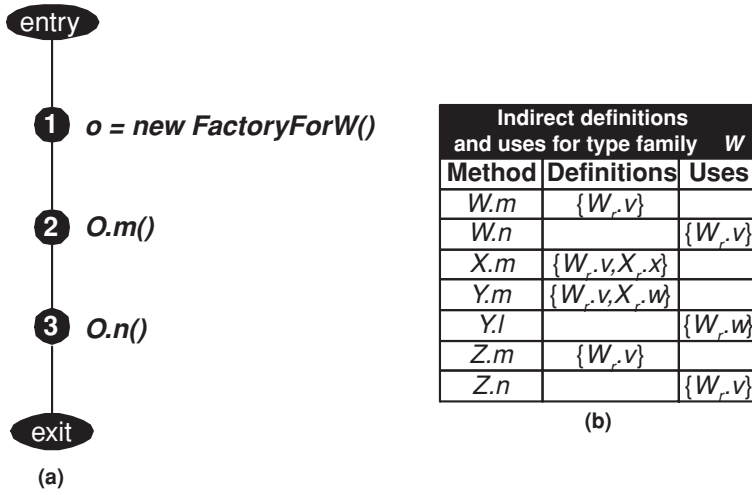 entry
1 o = new FactoryForW()
2 O.m()
3 O.n()
exit
(a)
Indirect definitions
and uses for type family W
Method Definitions Uses
W.m {W_r.v}
W.n {W_r.v}
X.m {W_r.v,X_r.x}
Y.m {W_r.v,X_r.w}
Y.l {W_r.w}
Z.m {W_r.v}
Z.n {W_r.v}
(b)